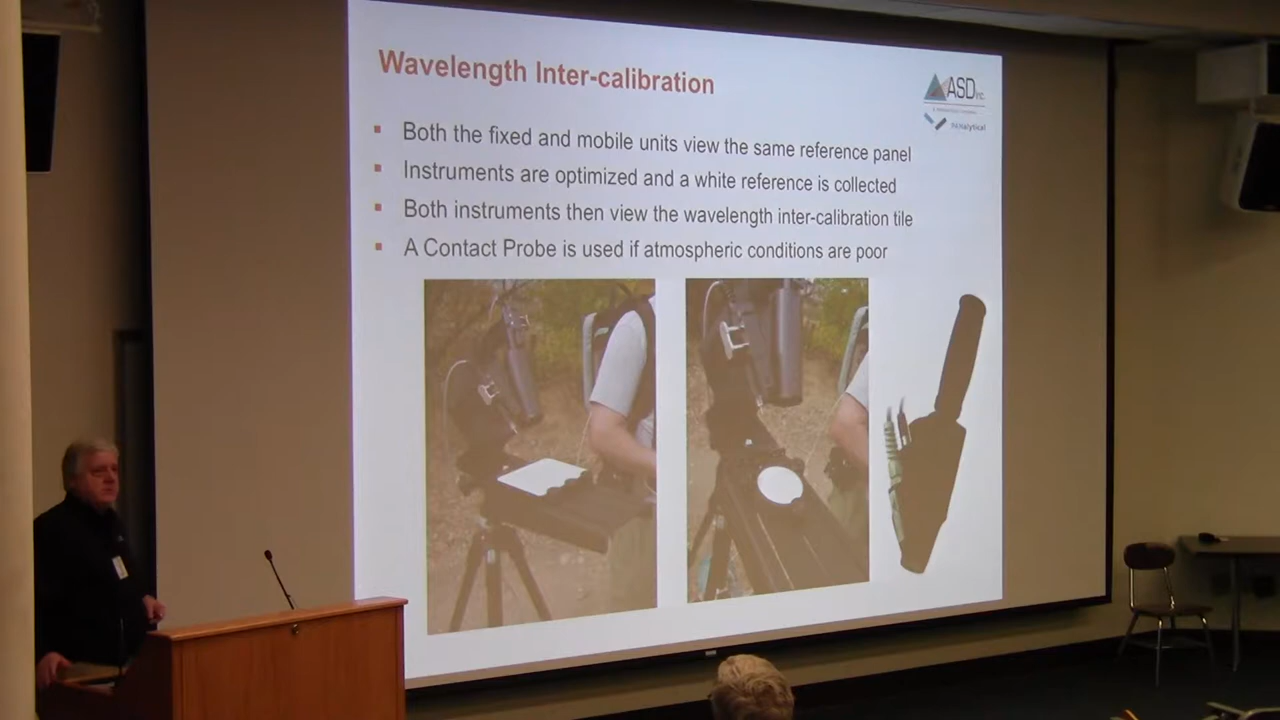 Wavelength Inter-calibration
ASD Inc.
PANalytical
▪ Both the fixed and mobile units view the same reference panel
▪ Instruments are optimized and a white reference is collected
▪ Both instruments then view the wavelength inter-calibration tile
▪ A Contact Probe is used if atmospheric conditions are poor